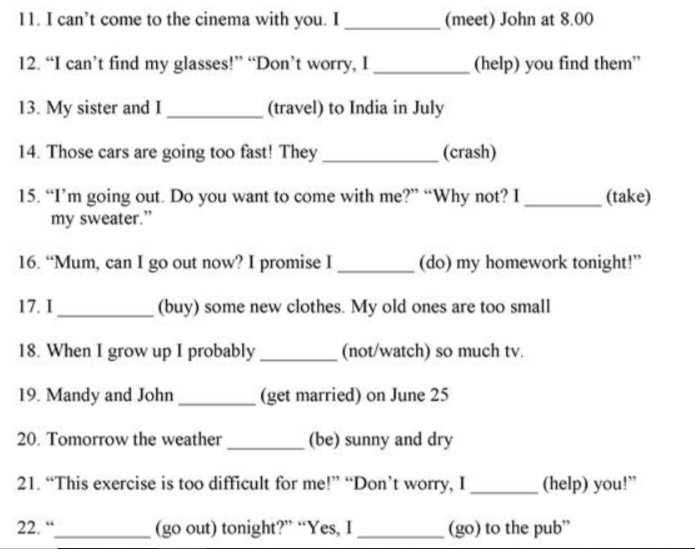 11. I can’t come to the cinema with you. I __________ (meet) John at 8.00
12. “I can’t find my glasses!” “Don’t worry, I __________ (help) you find them”
13. My sister and I __________ (travel) to India in July
14. Those cars are going too fast! They ____________ (crash)
15. “I’m going out. Do you want to come with me?” “Why not? I ________ (take)
my sweater.”
16. “Mum, can I go out now? I promise I ________ (do) my homework tonight!”
17. I __________ (buy) some new clothes. My old ones are too small
18. When I grow up I probably ________ (not/watch) so much tv.
19. Mandy and John ________ (get married) on June 25
20. Tomorrow the weather ________ (be) sunny and dry
21. “This exercise is too difficult for me!” “Don’t worry, I _______ (help) you!”
22. “__________ (go out) tonight?” “Yes, I _________ (go) to the pub”